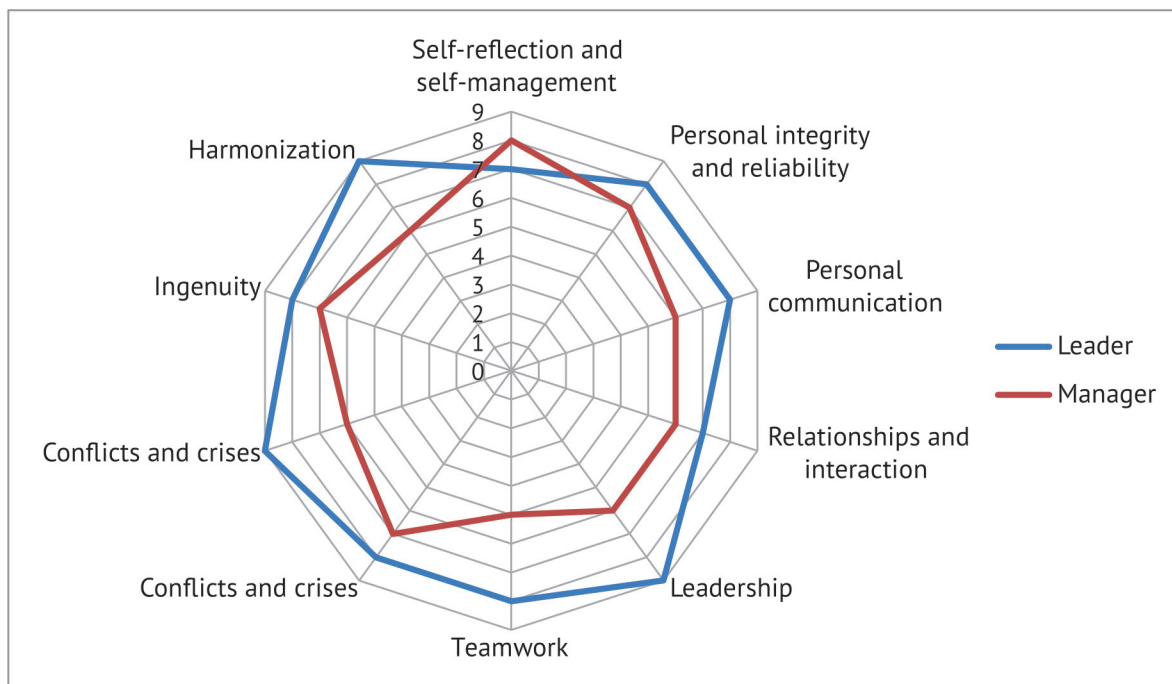 Self-reflection and
self-management
9
8
7
6
5
4
3
2
1
0
Personal integrity
and reliability
Personal
communication
Relationships and
interaction
Leadership
Teamwork
Conflicts and crises
Conflicts and crises
Ingenuity
Harmonization
Leader
Manager